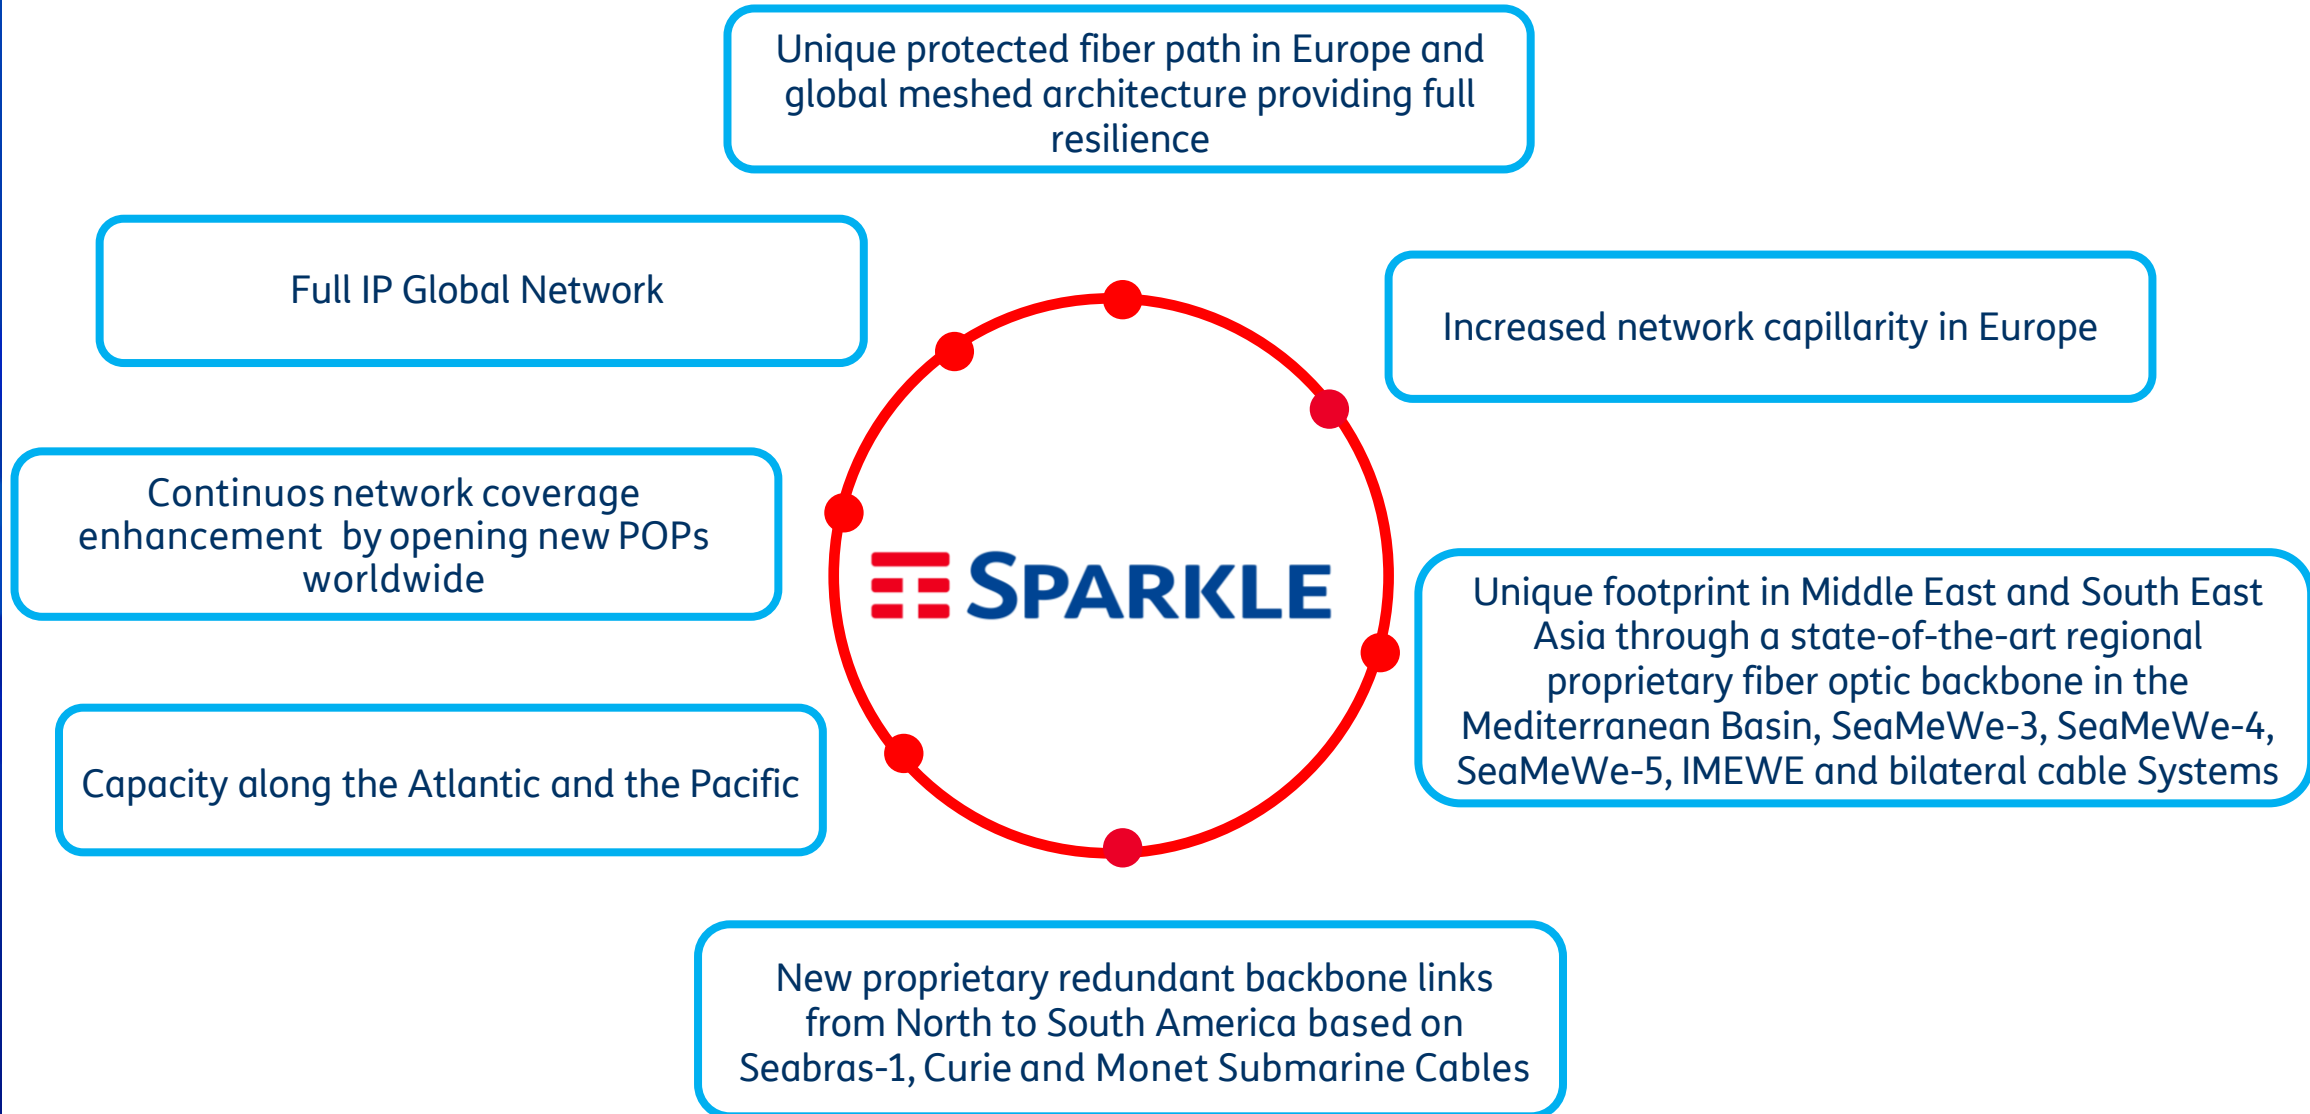 Unique protected fiber path in Europe and
global meshed architecture providing full
resilience
Full IP Global Network
Increased network capillarity in Europe
Continuos network coverage
enhancement by opening new POPs
worldwide
SPARKLE
Unique footprint in Middle East and South East
Asia through a state-of-the-art regional
proprietary fiber optic backbone in the
Mediterranean Basin, SeaMeWe-3, SeaMeWe-4,
SeaMeWe-5, IMEWE and bilateral cable Systems
Capacity along the Atlantic and the Pacific
New proprietary redundant backbone links
from North to South America based on
Seabras-1, Curie and Monet Submarine Cables